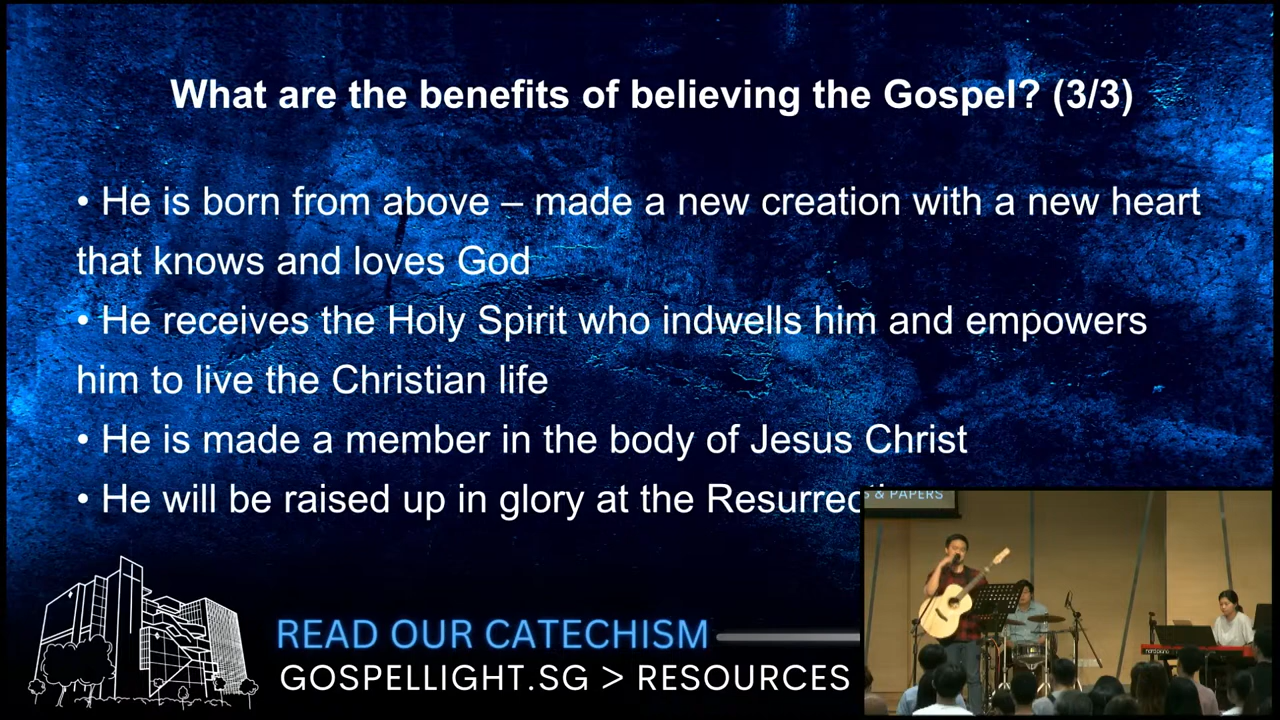 What are the benefits of believing the Gospel? (3/3)
• He is born from above – made a new creation with a new heart
that knows and loves God
• He receives the Holy Spirit who indwells him and empowers
him to live the Christian life
• He is made a member in the body of Jesus Christ
• He will be raised up in glory at the
& PAPERS
READ OUR CATECHISM
GOSPELLIGHT.SG > RESOURCES
nord piano